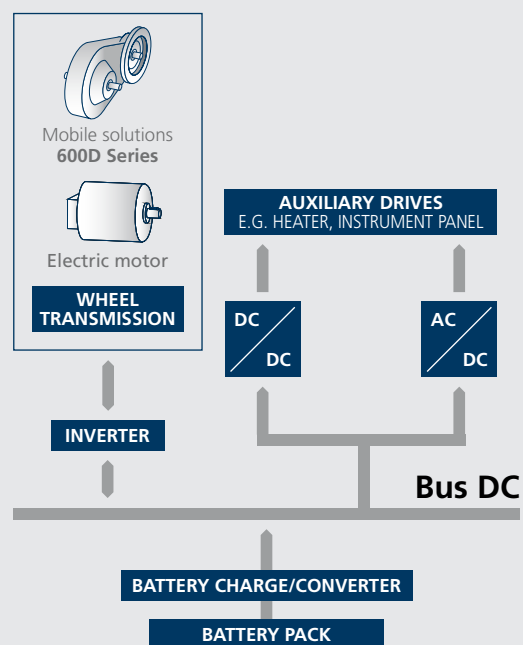 Mobile solutions
600D Series
Electric motor
WHEEL
TRANSMISSION
AUXILIARY DRIVES
E.G. HEATER, INSTRUMENT PANEL
DC
DC
AC
DC
INVERTER
Bus DC
BATTERY CHARGE/CONVERTER
BATTERY PACK